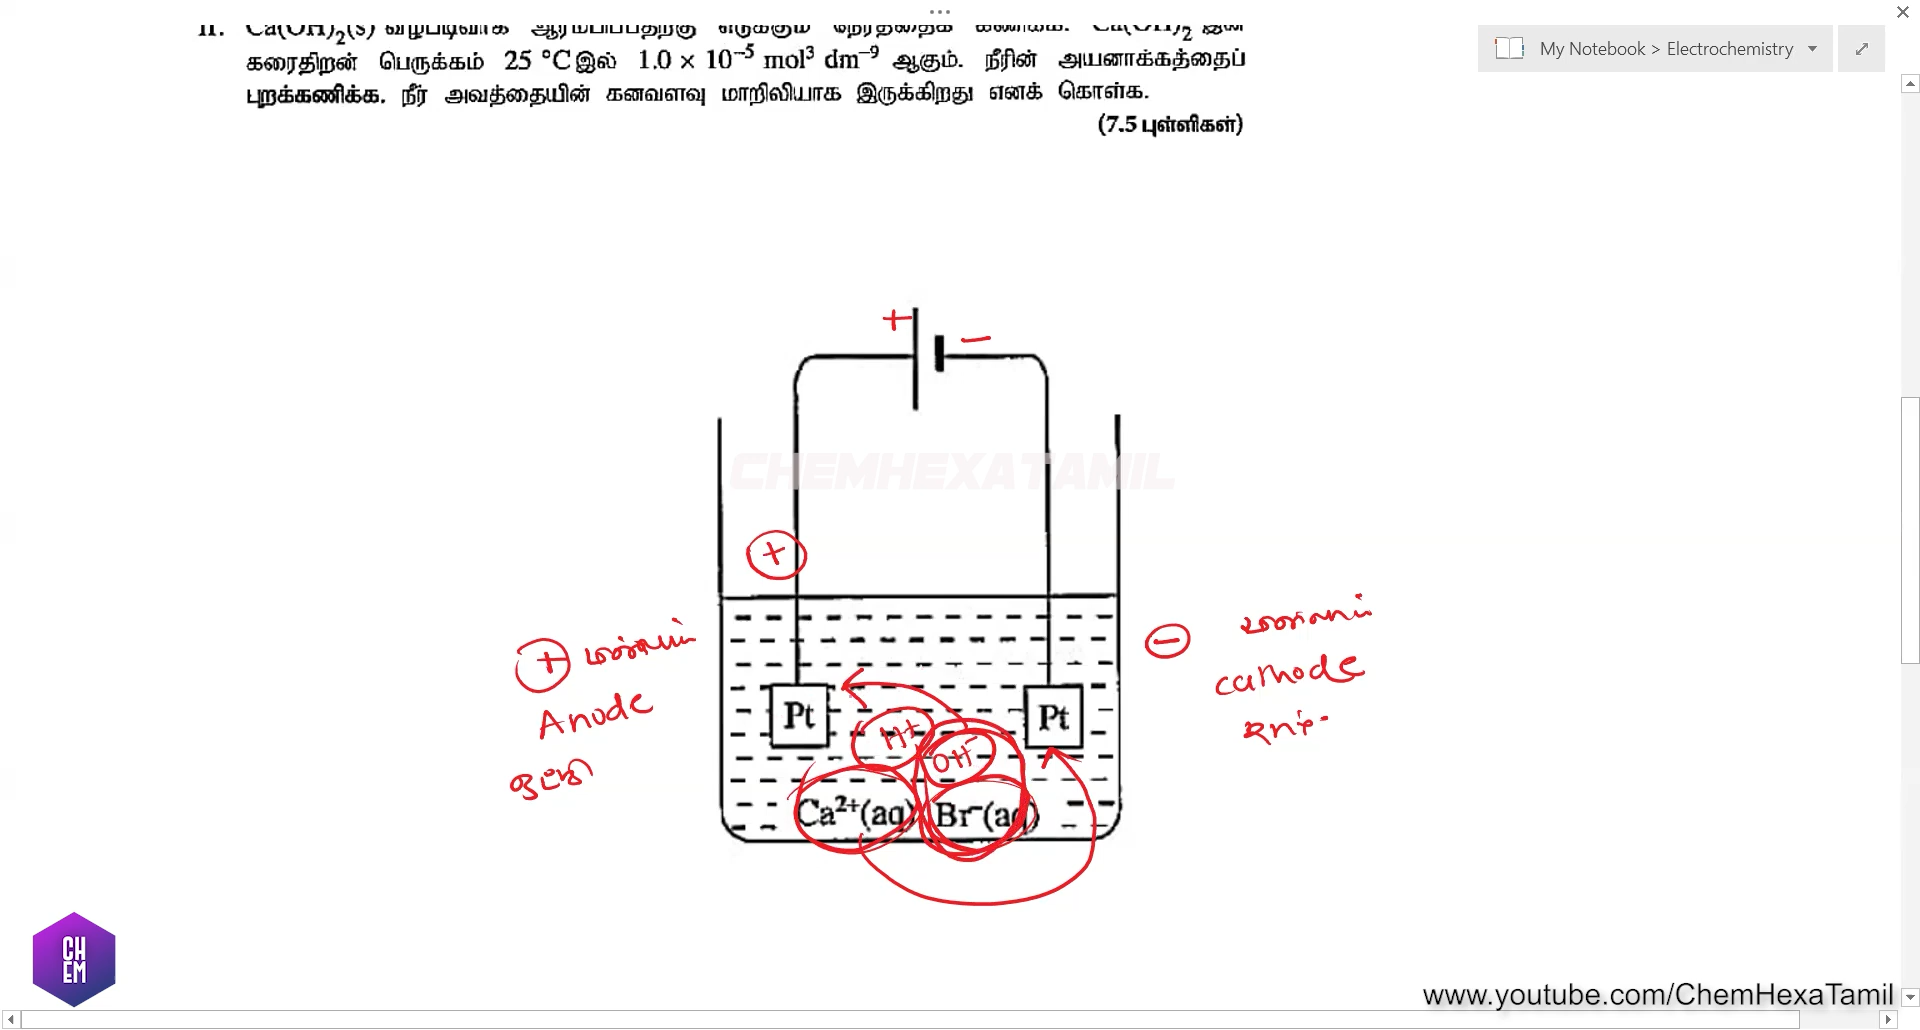 II. Ca(OH)₂(s) வீழ்படிவாக ஆரம்பிப்பதற்கு எடுக்கும் நேரத்தைக் கணிக்க. Ca(OH)₂ இன்
கரைதிறன் பெருக்கம் 25 °C இல் 1.0 × 10⁻⁵ mol³ dm⁻⁹ ஆகும். நீரின் அயனாக்கத்தைப்
புறக்கணிக்க. நீர் அவத்தையின் கனவளவு மாறிலியாக இருக்கிறது எனக் கொள்க.
(7.5 புள்ளிகள்)
My Notebook > Electrochemistry
+ −
CHEMHEXATAMIL
+
+
Anode
−
cathode
Pt
Pt
H⁺
OH⁻
Ca²⁺(aq) Br⁻(aq)
CH
EM
www.youtube.com/ChemHexaTamil